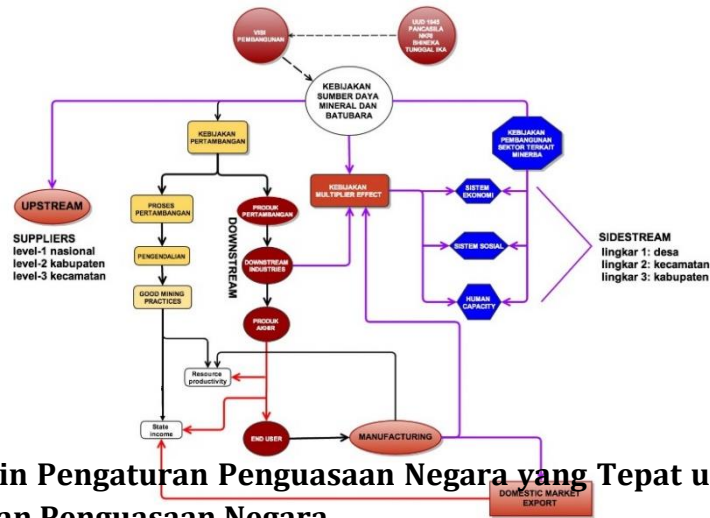 VISI
PEMBANGUNAN
UUD 1945
PANCASILA
NKRI
BHINEKA
TUNGGAL IKA
KEBIJAKAN
SUMBER DAYA
MINERAL DAN
BATUBARA
KEBIJAKAN
PERTAMBANGAN
KEBIJAKAN
PEMBANGUNAN
SEKTOR TERKAIT
MINERBA
UPSTREAM
SUPPLIERS
level-1 nasional
level-2 kabupaten
level-3 kecamatan
PROSES
PERTAMBANGAN
PENGENDALIAN
GOOD MINING
PRACTICES
PRODUK
PERTAMBANGAN
DOWNSTREAM
DOWNSTREAM
INDUSTRIES
PRODUK
AKHIR
KEBIJAKAN
MULTIPLIER EFFECT
SISTEM
EKONOMI
SISTEM SOSIAL
HUMAN
CAPACITY
SIDESTREAM
lingkar 1: desa
lingkar 2: kecamatan
lingkar 3: kabupaten
Resource
productivity
State
income
END USER
MANUFACTURING
DOMESTIC MARKET
EXPORT
in Pengaturan Penguasaan Negara yang Tepat u
an Penguasaan Negara